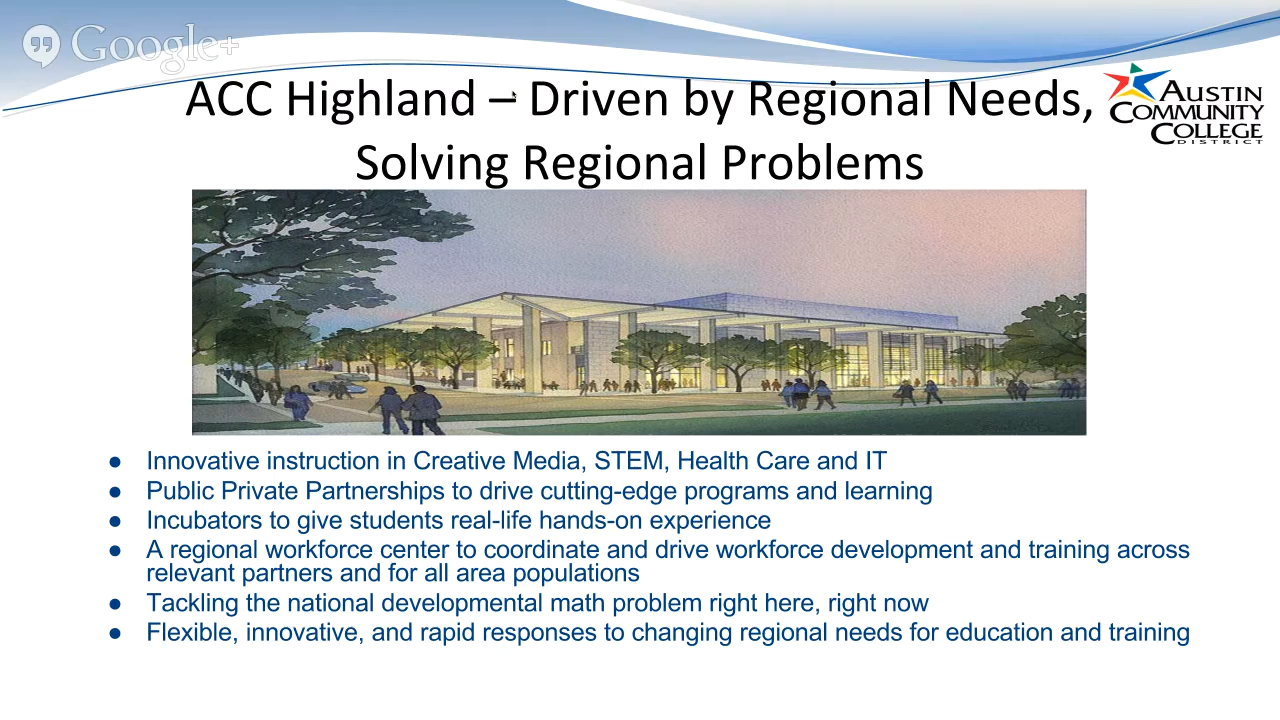 Google+
ACC Highland – Driven by Regional Needs,
Solving Regional Problems
AUSTIN
COMMUNITY
COLLEGE
DISTRICT
● Innovative instruction in Creative Media, STEM, Health Care and IT
● Public Private Partnerships to drive cutting-edge programs and learning
● Incubators to give students real-life hands-on experience
● A regional workforce center to coordinate and drive workforce development and training across
relevant partners and for all area populations
● Tackling the national developmental math problem right here, right now
● Flexible, innovative, and rapid responses to changing regional needs for education and training